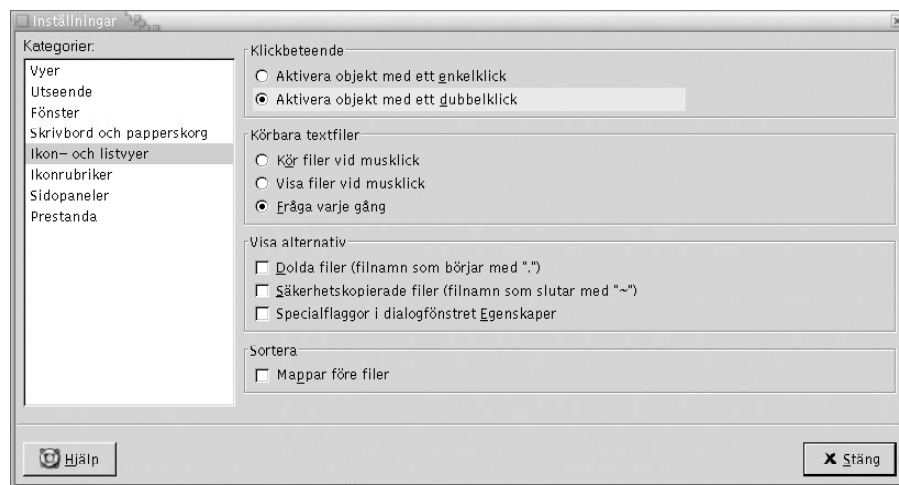 Inställningar
Kategorier:
Vyer
Utseende
Fönster
Skrivbord och papperskorg
Ikon– och listvyer
Ikonrubriker
Sidopaneler
Prestanda
Klickbeteende
Aktivera objekt med ett enkelklick
Aktivera objekt med ett dubbelklick
Körbara textfiler
Kör filer vid musklick
Visa filer vid musklick
Fråga varje gång
Visa alternativ
Dolda filer (filnamn som börjar med ".")
Säkerhetskopierade filer (filnamn som slutar med "~")
Specialflaggor i dialogfönstret Egenskaper
Sortera
Mappar före filer
Hjälp
Stäng